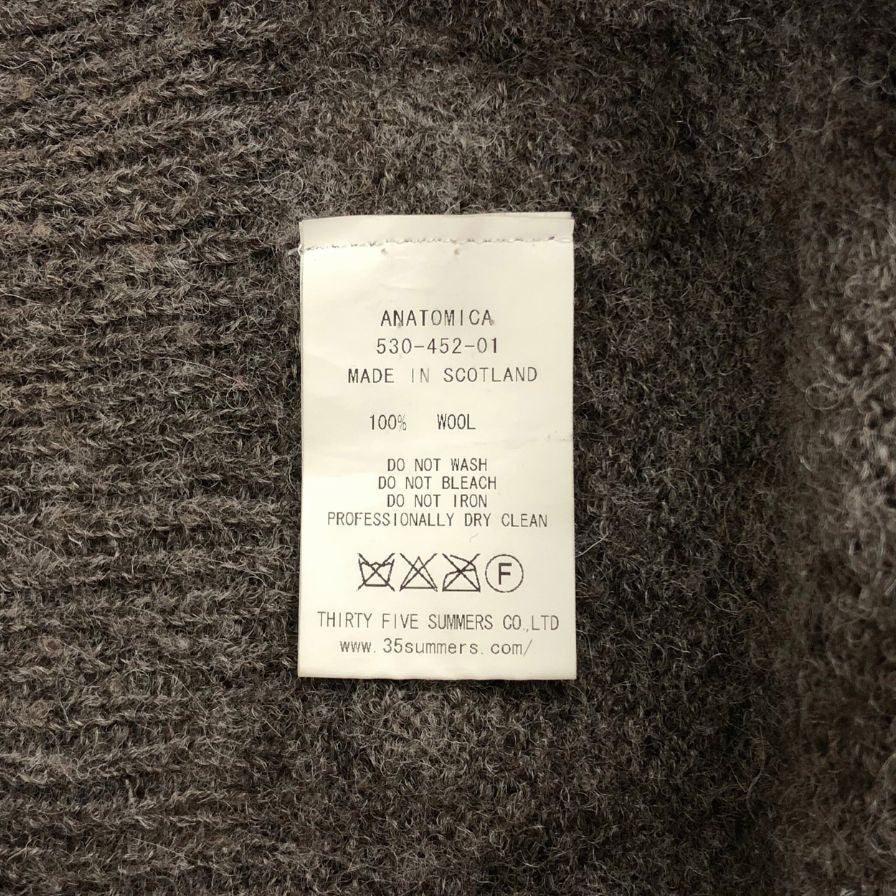 ANATOMICA
530-452-01
MADE IN SCOTLAND
100% WOOL
DO NOT WASH
DO NOT BLEACH
DO NOT IRON
PROFESSIONALLY DRY CLEAN
F
THIRTY FIVE SUMMERS CO.,LTD
www.35summers.com/